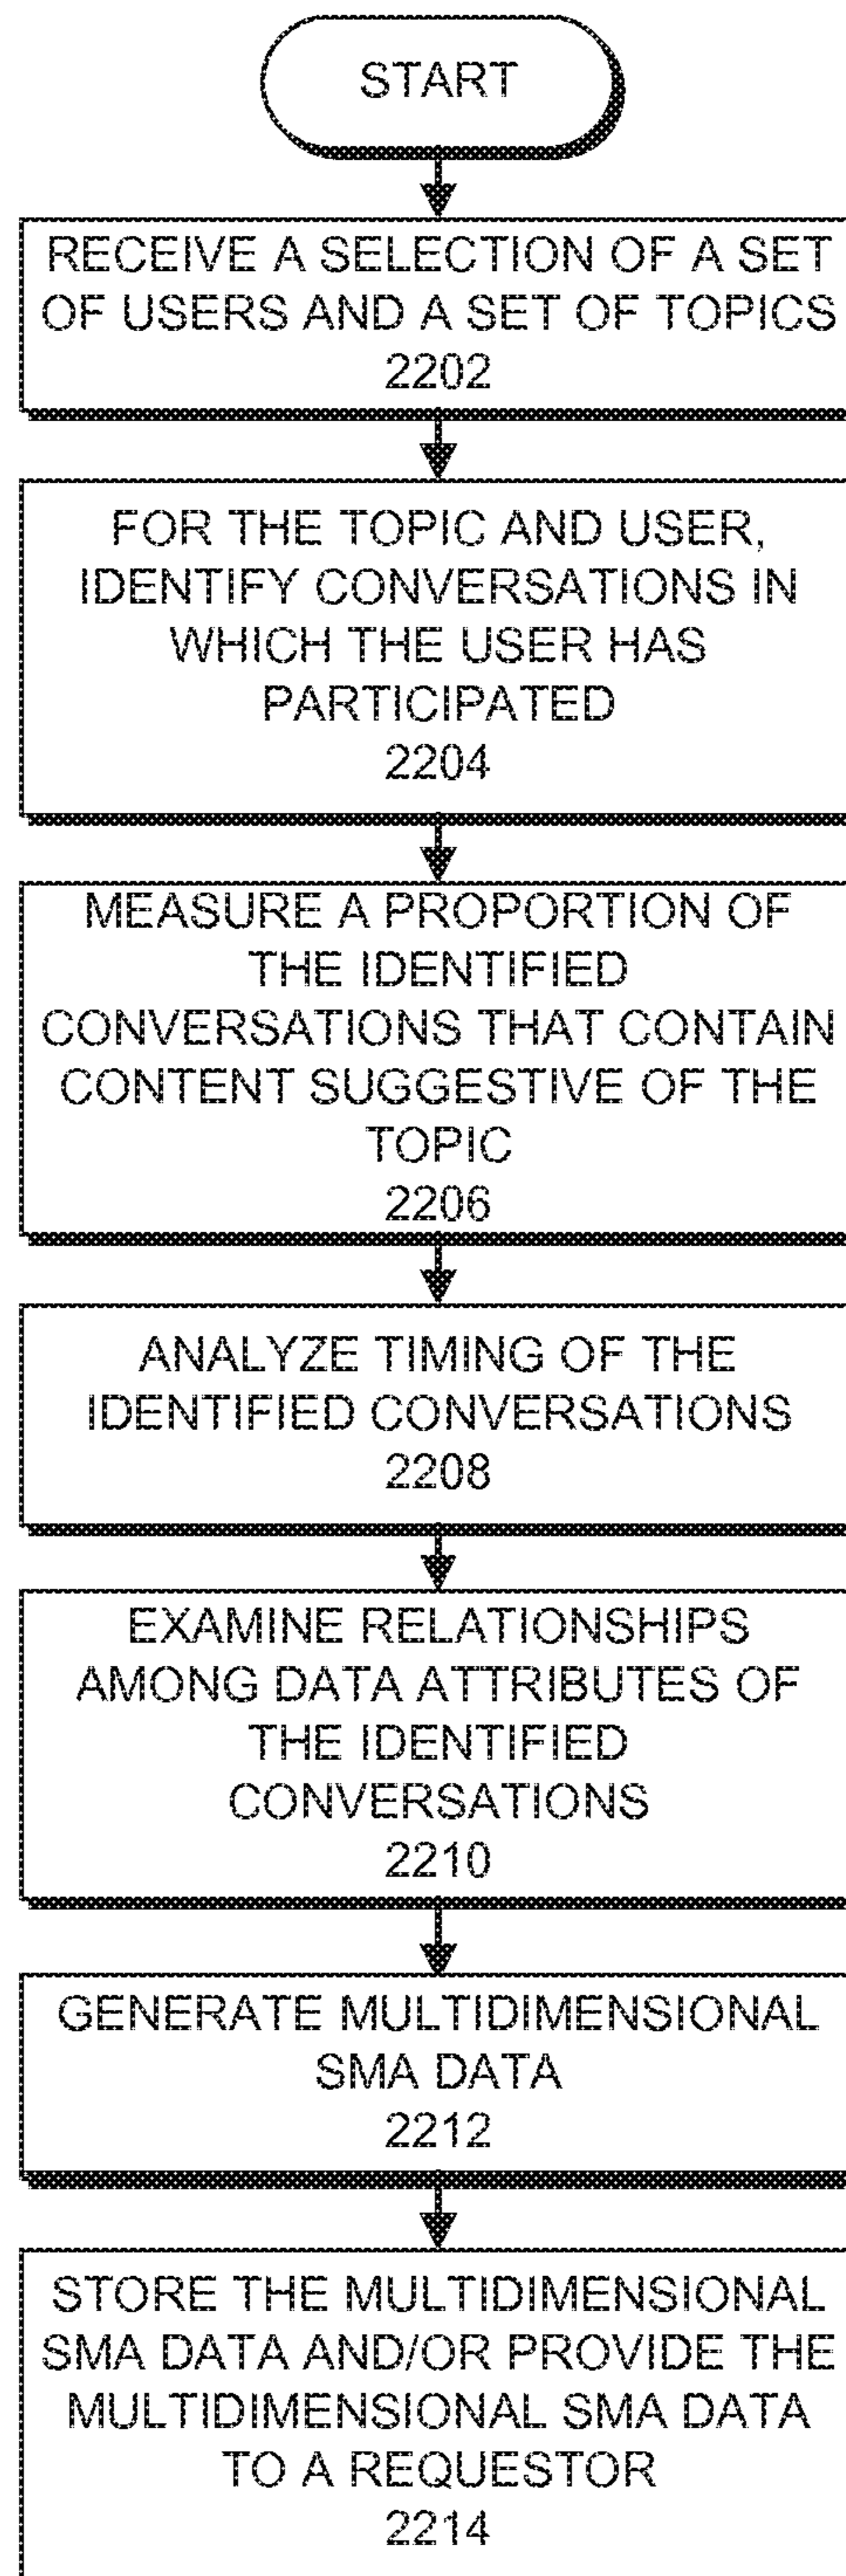 START
RECEIVE A SELECTION OF A SET
OF USERS AND A SET OF TOPICS
2202
FOR THE TOPIC AND USER,
IDENTIFY CONVERSATIONS IN
WHICH THE USER HAS
PARTICIPATED
2204
MEASURE A PROPORTION OF
THE IDENTIFIED
CONVERSATIONS THAT CONTAIN
CONTENT SUGGESTIVE OF THE
TOPIC
2206
ANALYZE TIMING OF THE
IDENTIFIED CONVERSATIONS
2208
EXAMINE RELATIONSHIPS
AMONG DATA ATTRIBUTES OF
THE IDENTIFIED
CONVERSATIONS
2210
GENERATE MULTIDIMENSIONAL
SMA DATA
2212
STORE THE MULTIDIMENSIONAL
SMA DATA AND/OR PROVIDE THE
MULTIDIMENSIONAL SMA DATA
TO A REQUESTOR
2214